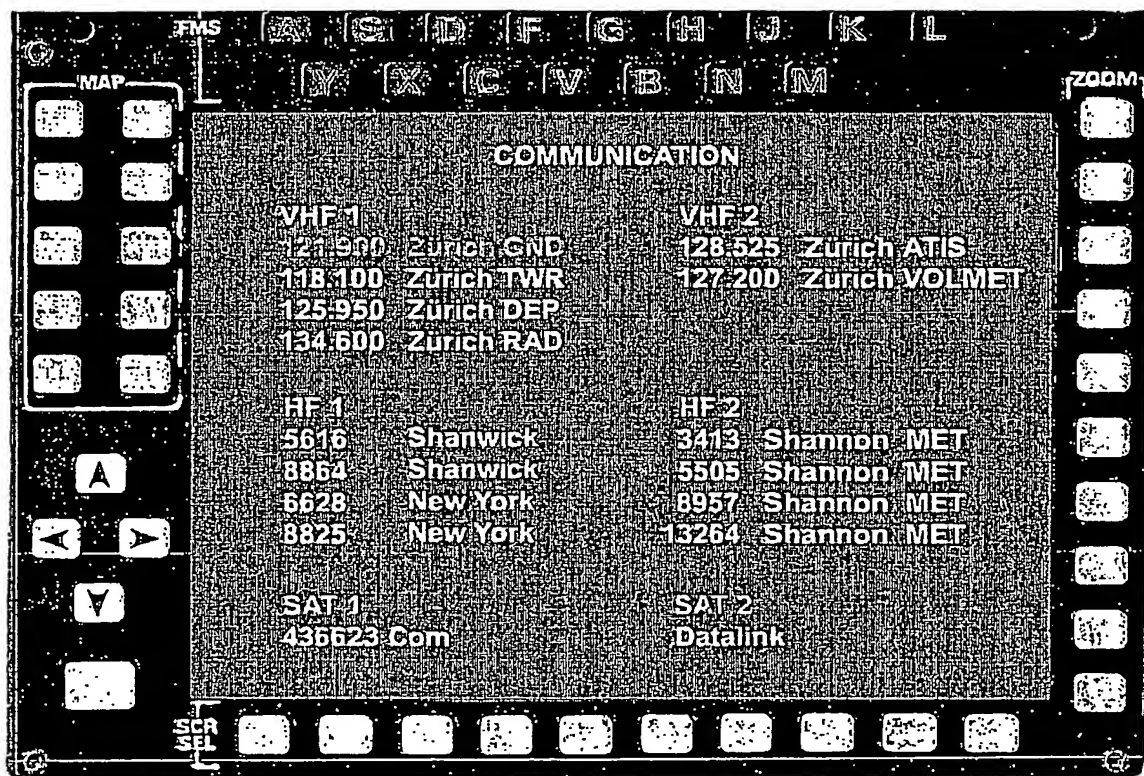 FMS A S D F G H J K L
Y X C V B N M
MAP
ZOOM
COMMUNICATION
VHF 1 VHF 2
121.900 Zürich GND 128.525 Zürich ATIS
118.100 Zürich TWR 127.200 Zürich VOLMET
125.950 Zürich DEP
134.600 Zürich RAD
HF 1 HF 2
5616 Shanwick 3413 Shannon MET
8864 Shanwick 5505 Shannon MET
6628 New York 8957 Shannon MET
8825 New York 13264 Shannon MET
SAT 1 SAT 2
436623 Com Datalink
SCR
SEL